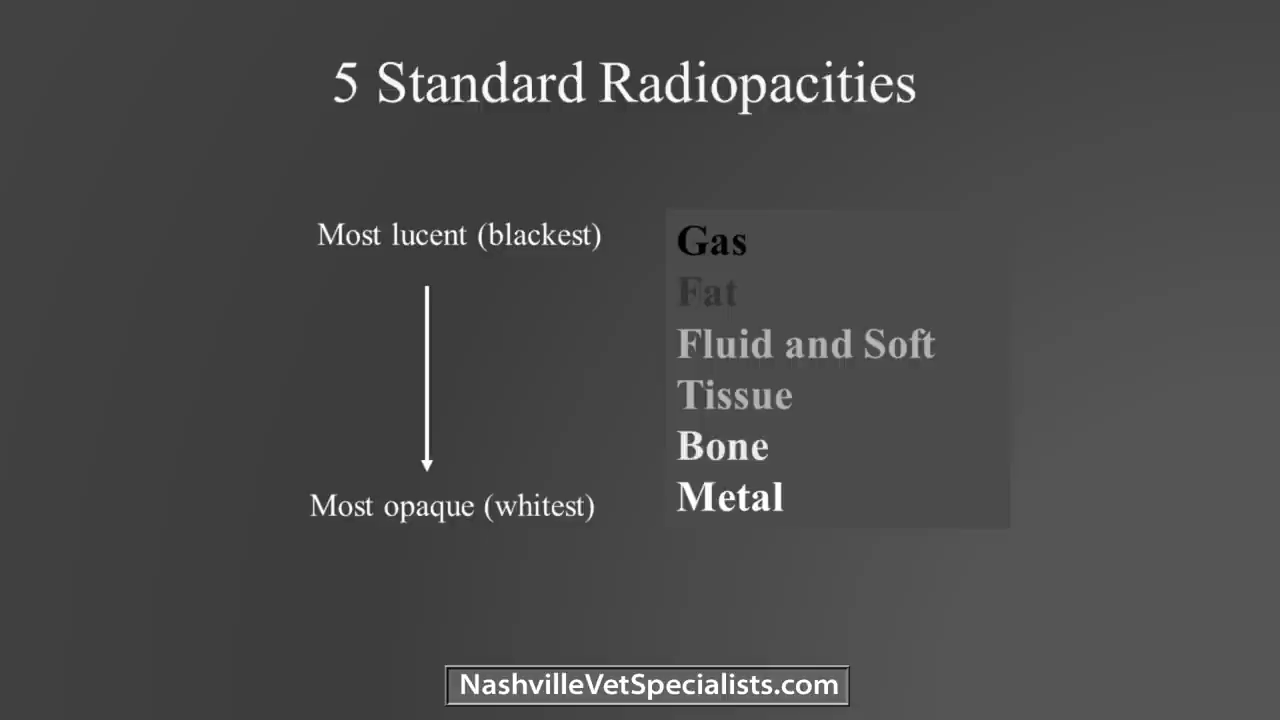 5 Standard Radiopacities
Most lucent (blackest)
Gas
Fat
Fluid and Soft
Tissue
Bone
Metal
Most opaque (whitest)
NashvilleVetSpecialists.com